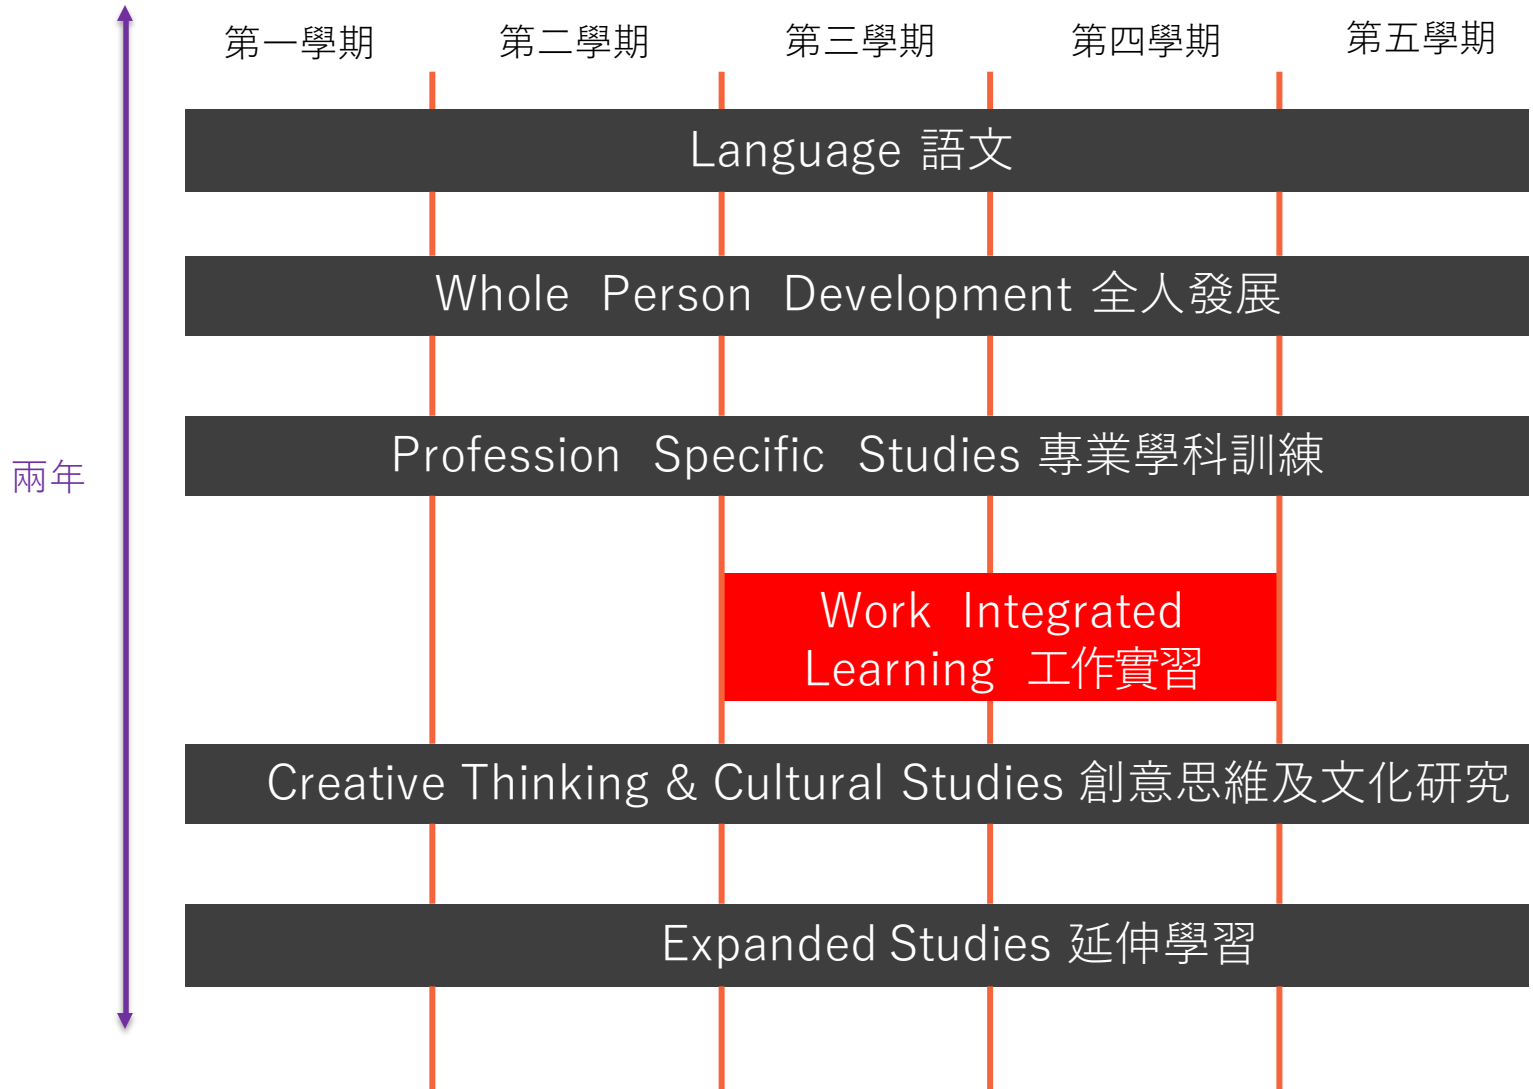 第一學期
第二學期
第三學期
第四學期
第五學期
Language 語文
Whole Person Development 全人發展
Profession Specific Studies 專業學科訓練
兩年
Work Integrated
Learning 工作實習
Creative Thinking & Cultural Studies 創意思維及文化研究
Expanded Studies 延伸學習